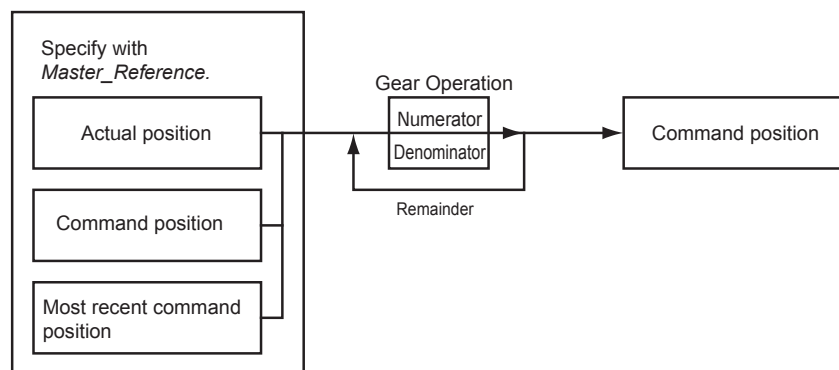 Specify with
Master_Reference.
Actual position
Command position
Most recent command
position
Gear Operation
Numerator
Denominator
Remainder
Command position